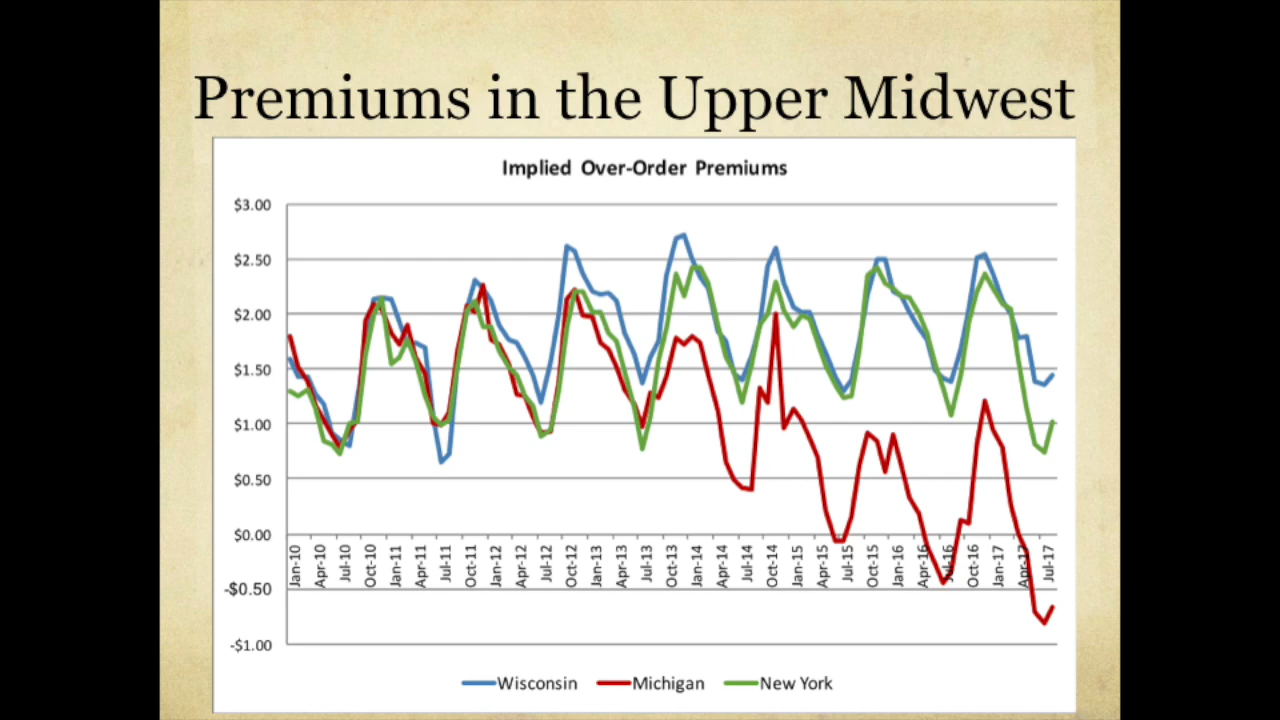 Premiums in the Upper Midwest
Implied Over-Order Premiums
$3.00
$2.50
$2.00
$1.50
$1.00
$0.50
$0.00
-$0.50
-$1.00
Jan-10
Apr-10
Jul-10
Oct-10
Jan-11
Apr-11
Jul-11
Oct-11
Jan-12
Apr-12
Jul-12
Oct-12
Jan-13
Apr-13
Jul-13
Oct-13
Jan-14
Apr-14
Jul-14
Oct-14
Jan-15
Apr-15
Jul-15
Oct-15
Jan-16
Apr-16
Jul-16
Oct-16
Jan-17
Apr-17
Jul-17
Wisconsin Michigan New York